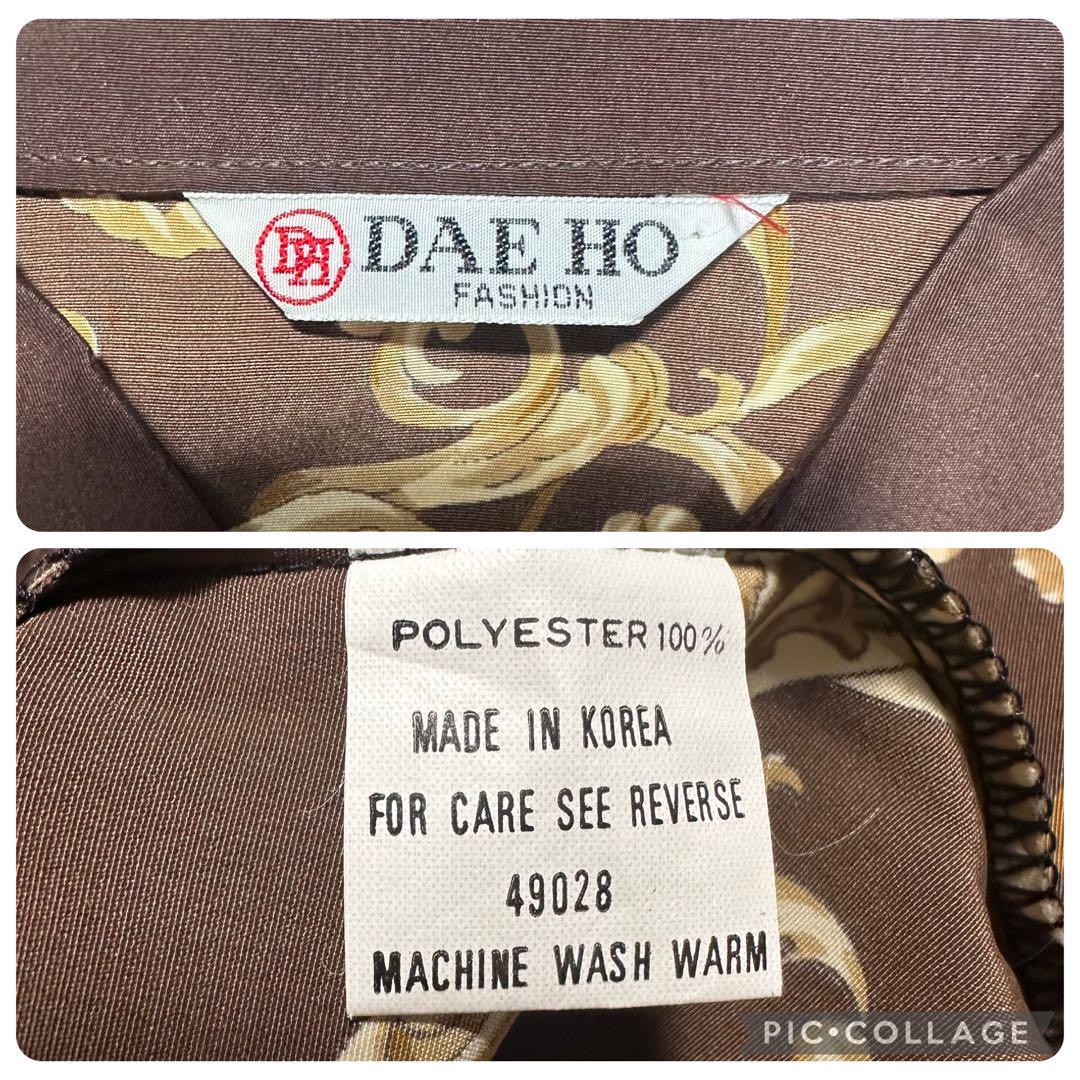 DH DAE HO
FASHION
POLYESTER 100%
MADE IN KOREA
FOR CARE SEE REVERSE
49028
MACHINE WASH WARM
PIC•COLLAGE